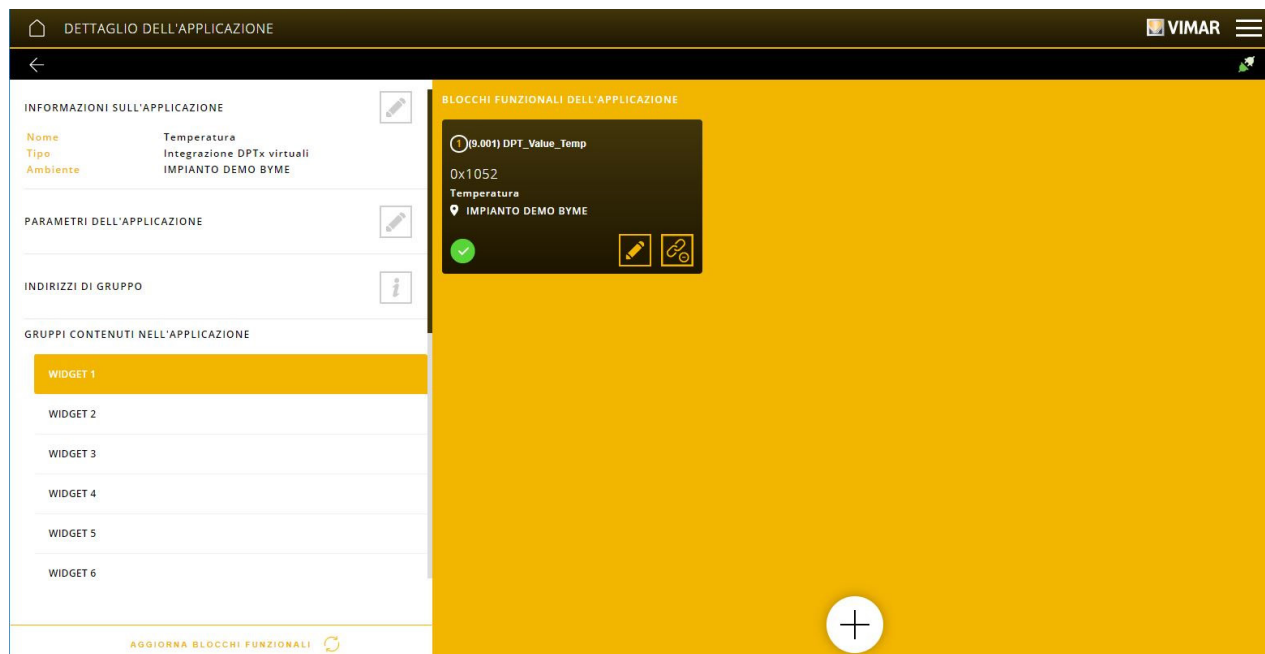 DETTAGLIO DELL'APPLICAZIONE
VIMAR
INFORMAZIONI SULL'APPLICAZIONE
Nome Temperatura
Tipo Integrazione DPTx virtuali
Ambiente IMPIANTO DEMO BYME
PARAMETRI DELL'APPLICAZIONE
INDIRIZZI DI GRUPPO
GRUPPI CONTENUTI NELL'APPLICAZIONE
WIDGET 1
WIDGET 2
WIDGET 3
WIDGET 4
WIDGET 5
WIDGET 6
AGGIORNA BLOCCHI FUNZIONALI
BLOCCHI FUNZIONALI DELL'APPLICAZIONE
1 (9.001) DPT_Value_Temp
0x1052
Temperatura
IMPIANTO DEMO BYME